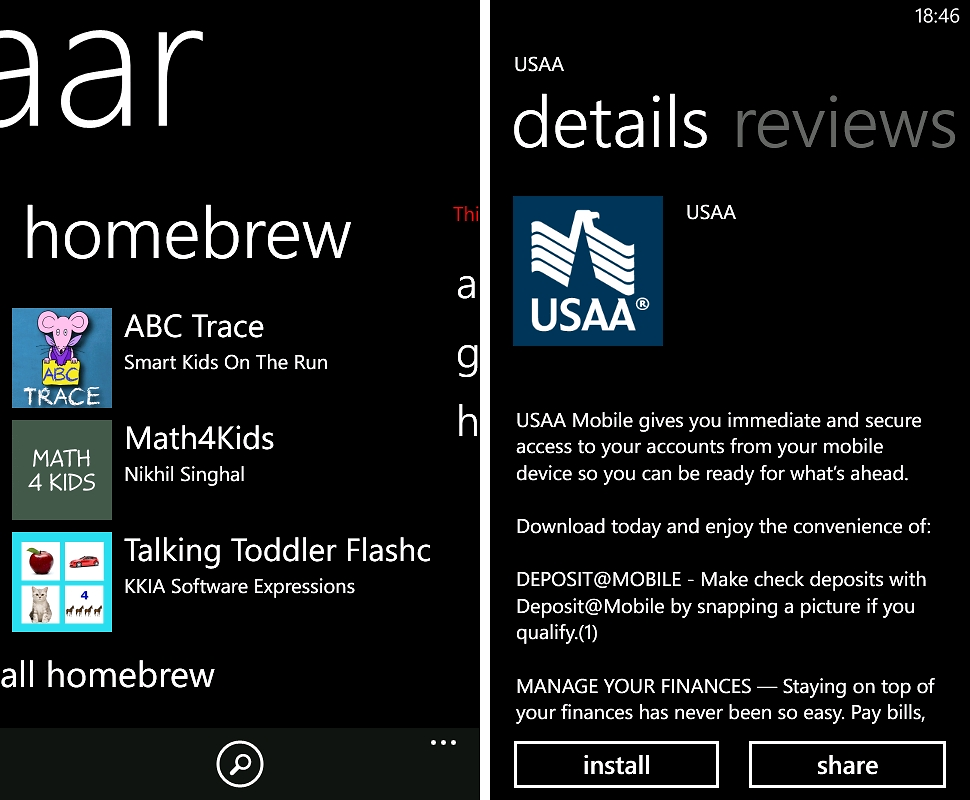 aar
homebrew
ABC
TRACE
ABC Trace
Smart Kids On The Run
MATH
4 KIDS
Math4Kids
Nikhil Singhal
4
Talking Toddler Flashc
KKIA Software Expressions
all homebrew
Thi
a
g
h
...
18:46
USAA
details reviews
USAA®
USAA
USAA Mobile gives you immediate and secure
access to your accounts from your mobile
device so you can be ready for what's ahead.
Download today and enjoy the convenience of:
DEPOSIT@MOBILE - Make check deposits with
Deposit@Mobile by snapping a picture if you
qualify.(1)
MANAGE YOUR FINANCES — Staying on top of
your finances has never been so easy. Pay bills,
install
share